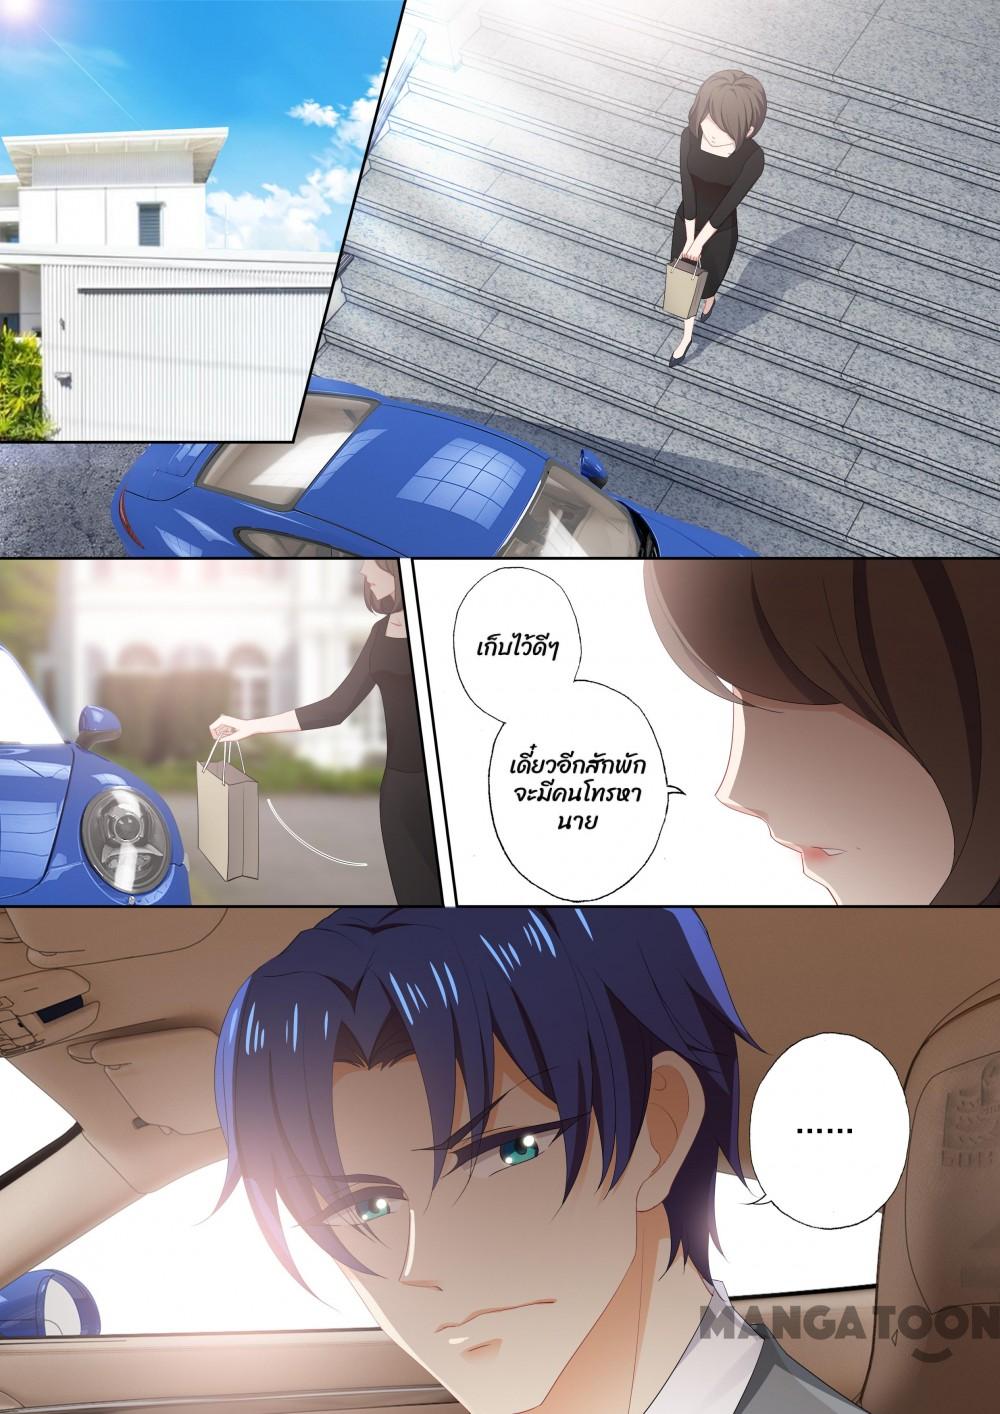 เก็บไว้ดีๆ
เดี๋ยวอีกสักพัก
จะมีคนโทรหา
นาย
......
MANGATOON